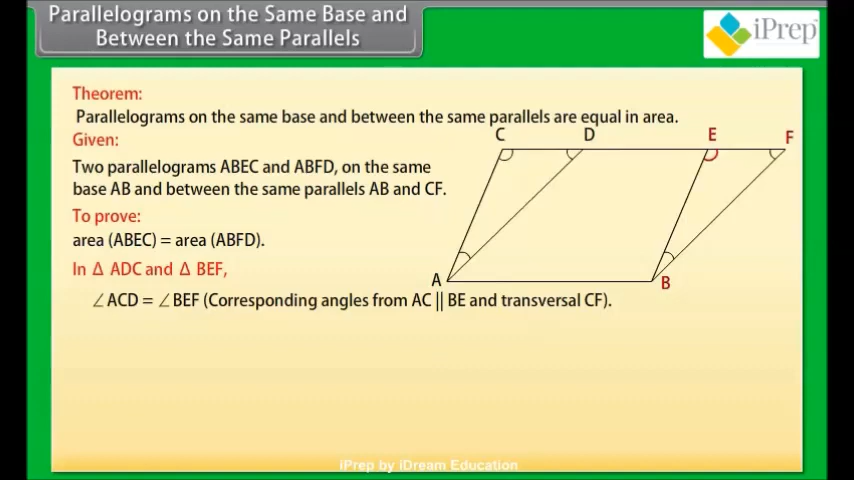 Parallelograms on the Same Base and
Between the Same Parallels
iPrep
Theorem:
Parallelograms on the same base and between the same parallels are equal in area.
Given:
Two parallelograms ABEC and ABFD, on the same
base AB and between the same parallels AB and CF.
To prove:
area (ABEC) = area (ABFD).
In Δ ADC and Δ BEF,
∠ACD = ∠BEF (Corresponding angles from AC || BE and transversal CF).
C D E F
A B
iPrep by iDream Education